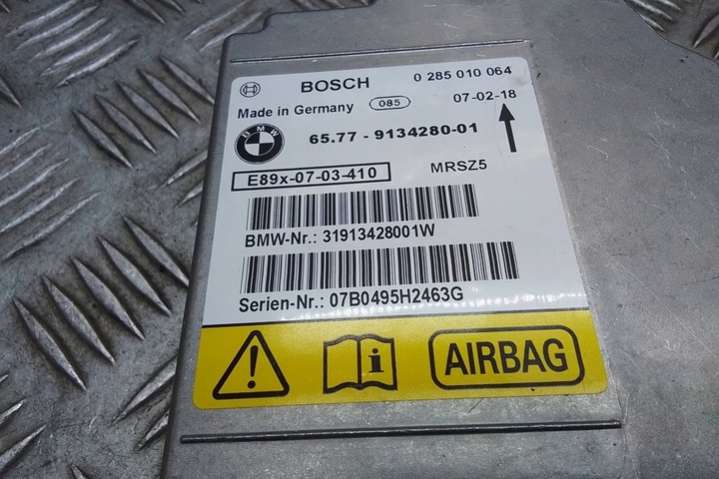 BOSCH 0 285 010 064
Made in Germany 085 07-02-18
BMW 65.77 - 9134280-01
E89x-07-03-410 MRSZ5
BMW-Nr.: 31913428001W
Serien-Nr.: 07B0495H2463G
AIRBAG